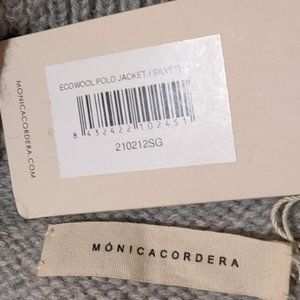 MONICACORDERA.COM
ECOWOOL POLO JACKET / SILVER
8 432422 102451
210212SG
MÓNICACORDERA